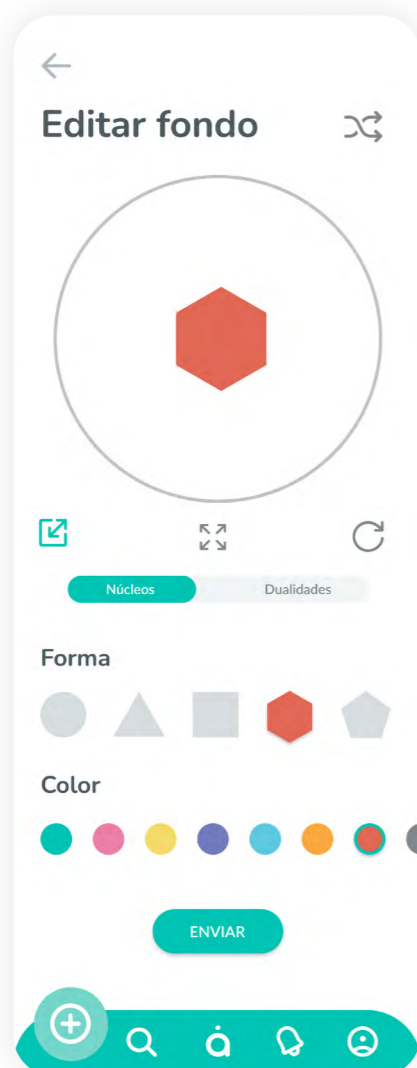 Editar fondo
Núcleos
Dualidades
Forma
Color
ENVIAR